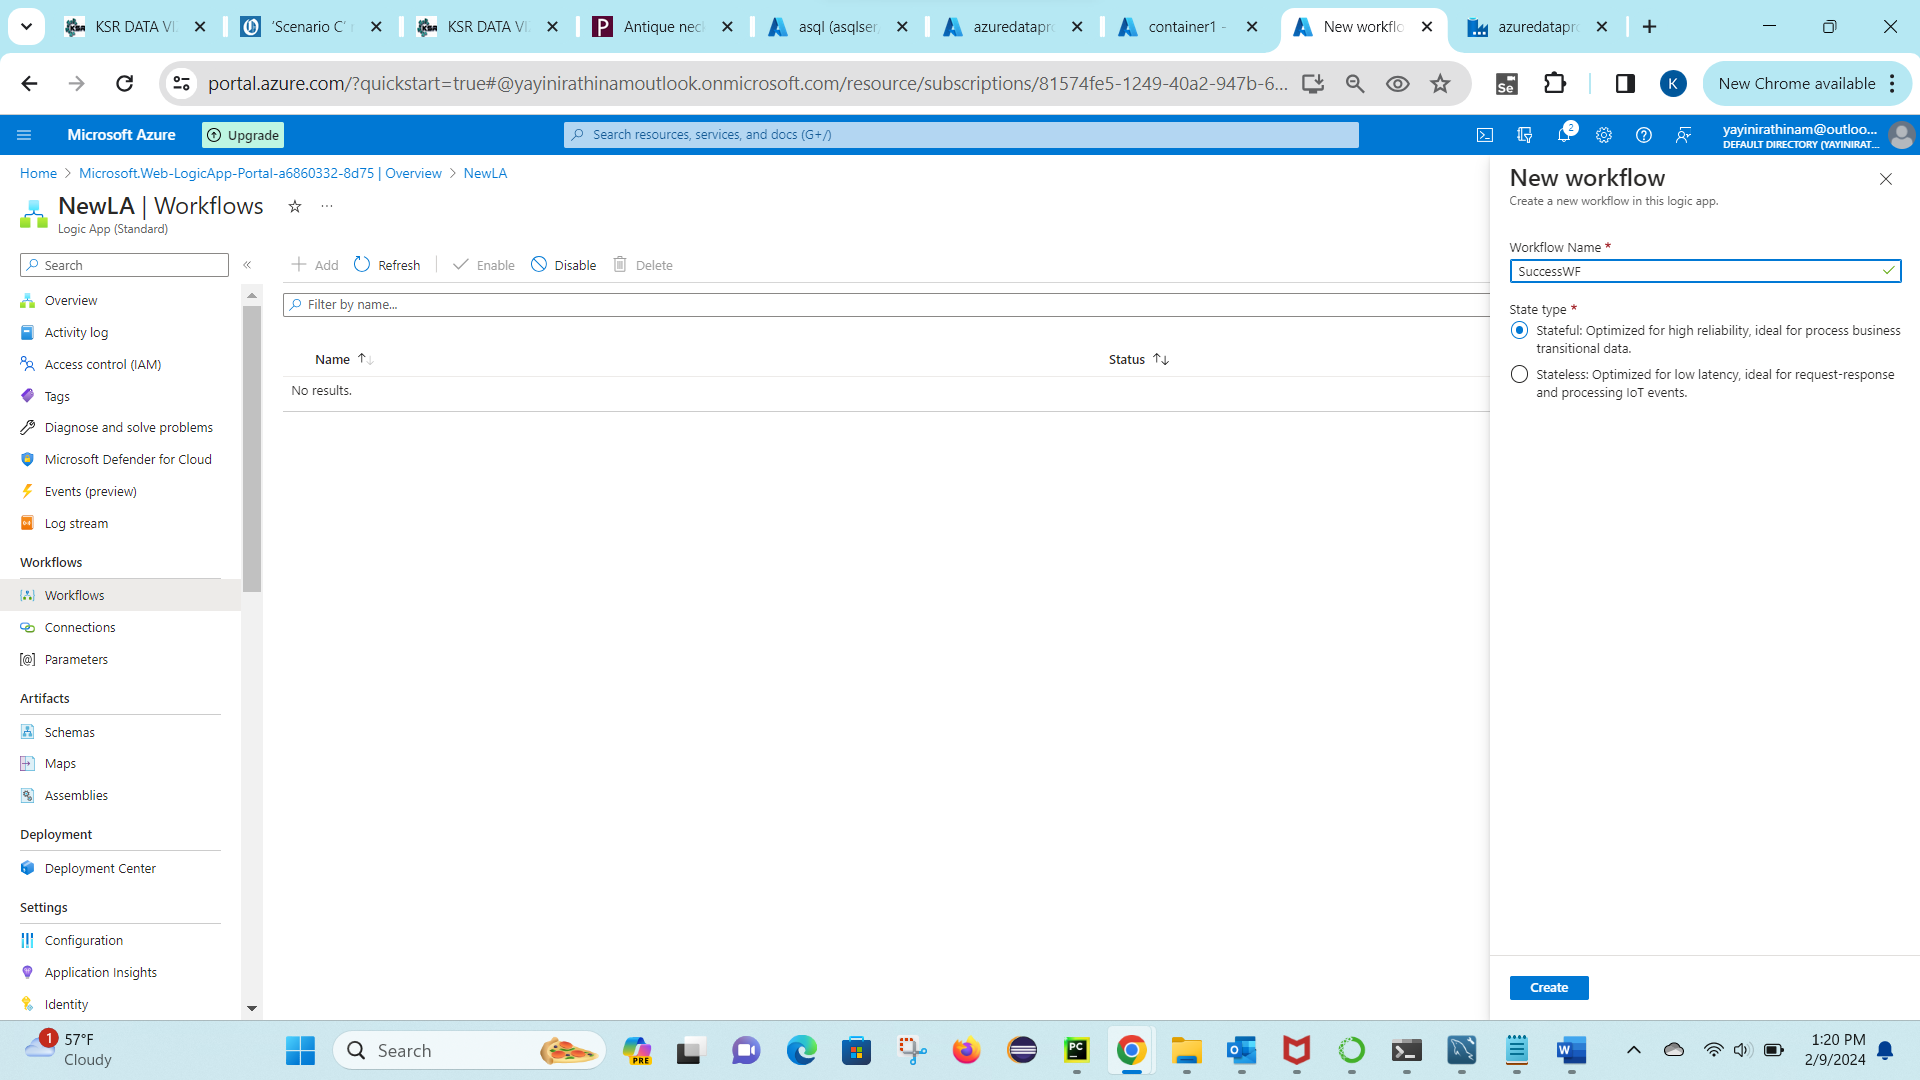 KSR DATA VI
'Scenario C'
KSR DATA VI
Antique neck
asql (asqlser
azuredatapro
container1 -
New workflo
azuredatapro
portal.azure.com/?quickstart=true#@yayinirathinamoutlook.onmicrosoft.com/resource/subscriptions/81574fe5-1249-40a2-947b-6...
Se
K
New Chrome available
Microsoft Azure
Upgrade
Search resources, services, and docs (G+/)
2
yayinirathinam@outloo...
DEFAULT DIRECTORY (YAYINIRAT...
Home > Microsoft.Web-LogicApp-Portal-a6860332-8d75 | Overview > NewLA
NewLA | Workflows
Logic App (Standard)
Search
Overview
Activity log
Access control (IAM)
Tags
Diagnose and solve problems
Microsoft Defender for Cloud
Events (preview)
Log stream
Workflows
Workflows
Connections
Parameters
Artifacts
Schemas
Maps
Assemblies
Deployment
Deployment Center
Settings
Configuration
Application Insights
Identity
Add
Refresh
Enable
Disable
Delete
Filter by name...
Name
Status
No results.
New workflow
Create a new workflow in this logic app.
Workflow Name *
SuccessWF
State type *
Stateful: Optimized for high reliability, ideal for process business
transitional data.
Stateless: Optimized for low latency, ideal for request-response
and processing IoT events.
Create
1
57°F
Cloudy
Search
PRE
PC
W
1:20 PM
2/9/2024